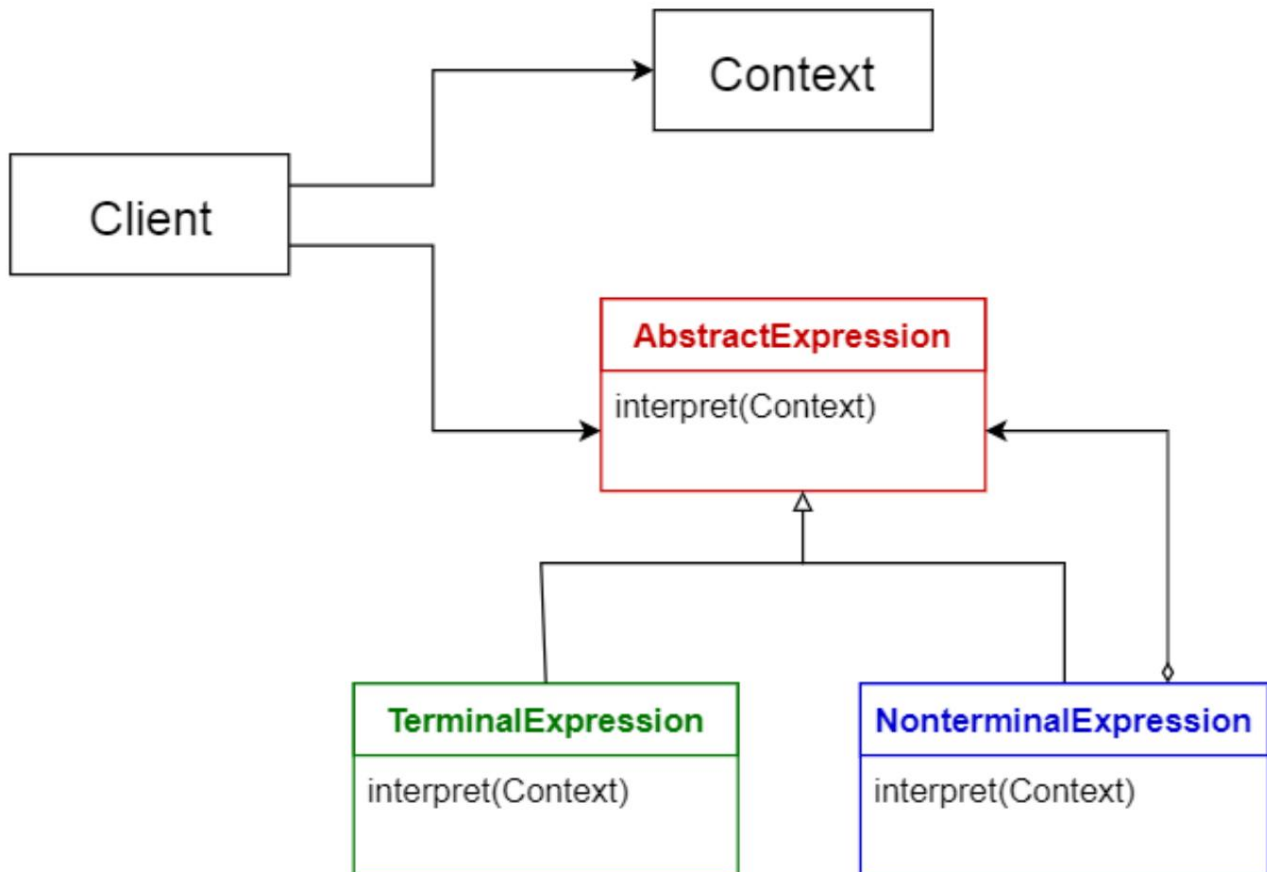 Context
Client
AbstractExpression
interpret(Context)
TerminalExpression
interpret(Context)
NonterminalExpression
interpret(Context)